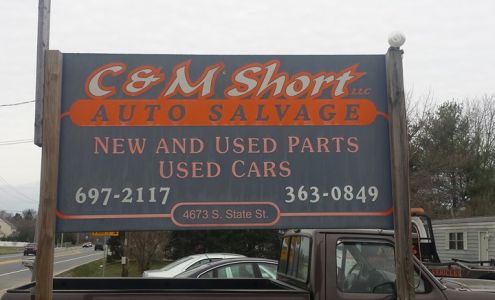 C & M Short LLC
AUTO SALVAGE
NEW AND USED PARTS
USED CARS
697-2117 363-0849
4673 S. State St.